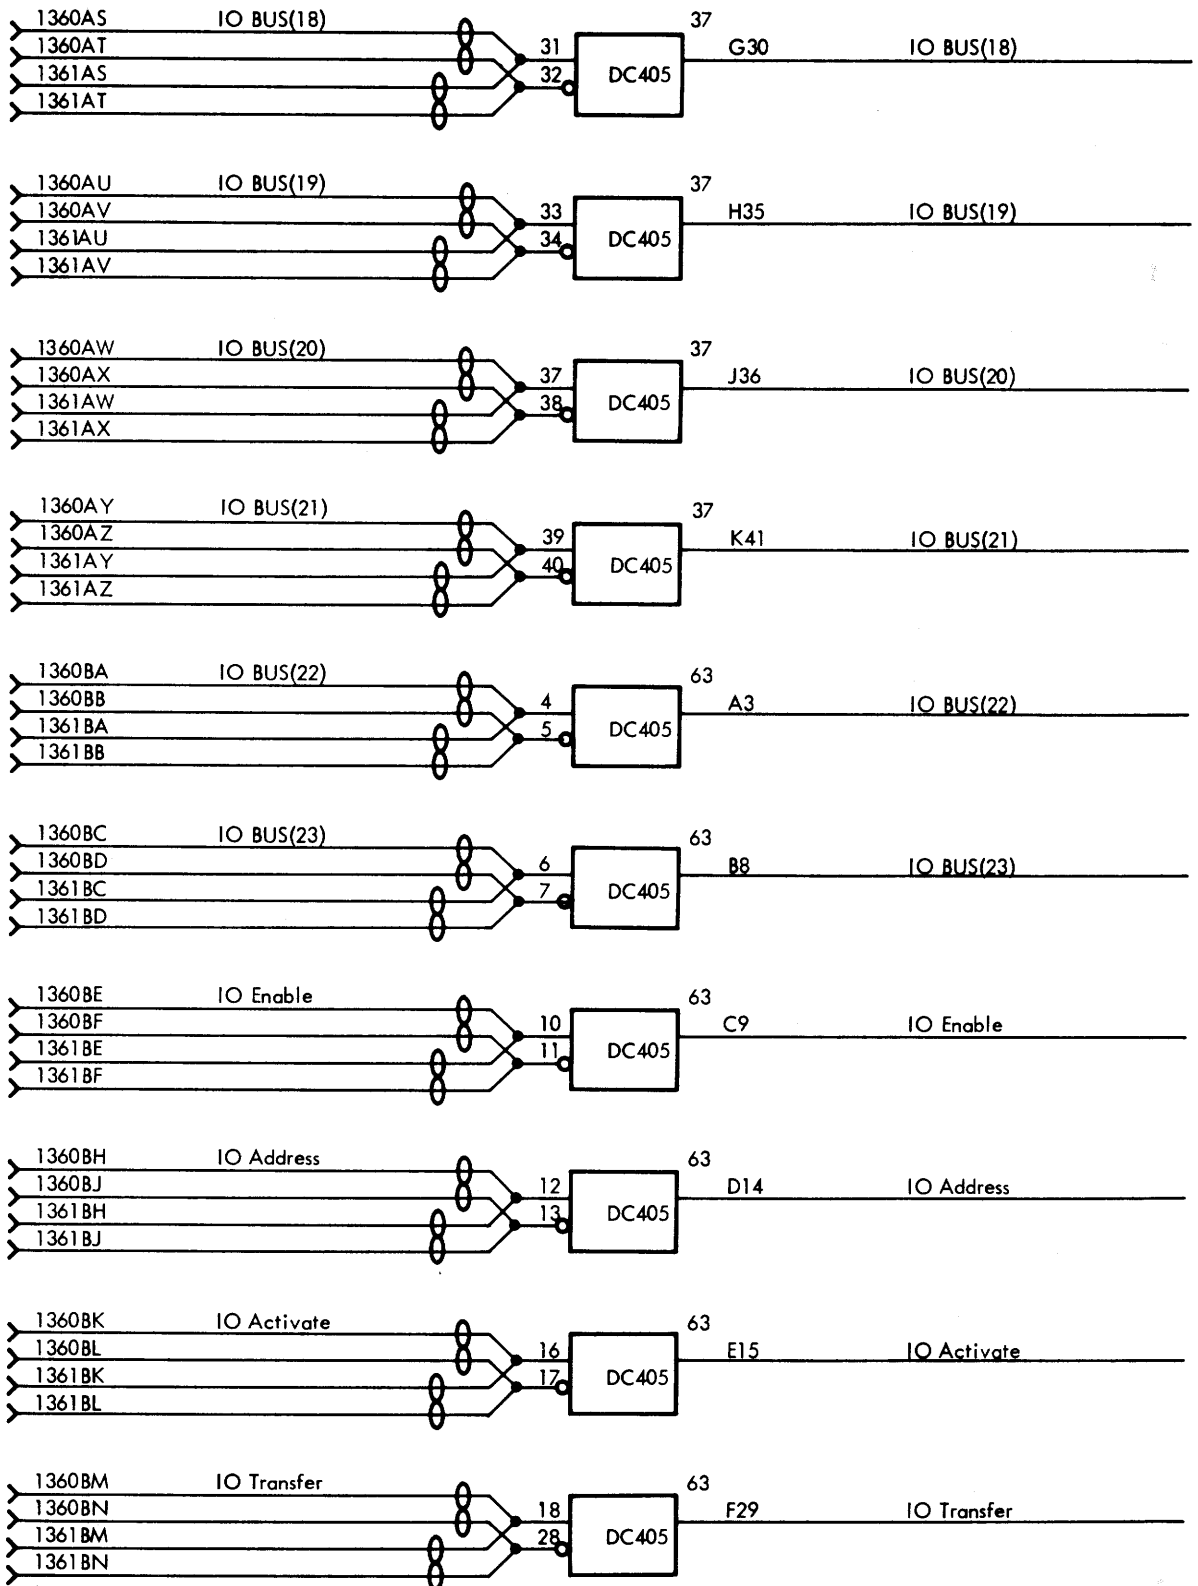 1360AS IO BUS(18) 37
1360AT 31 G30 IO BUS(18)
1361AS 32 DC405
1361AT
1360AU IO BUS(19) 37
1360AV 33 H35 IO BUS(19)
1361AU 34 DC405
1361AV
1360AW IO BUS(20) 37
1360AX 37 J36 IO BUS(20)
1361AW 38 DC405
1361AX
1360AY IO BUS(21) 37
1360AZ 39 K41 IO BUS(21)
1361AY 40 DC405
1361AZ
1360BA IO BUS(22) 63
1360BB 4 A3 IO BUS(22)
1361BA 5 DC405
1361BB
1360BC IO BUS(23) 63
1360BD 6 B8 IO BUS(23)
1361BC 7 DC405
1361BD
1360BE IO Enable 63
1360BF 10 C9 IO Enable
1361BE 11 DC405
1361BF
1360BH IO Address 63
1360BJ 12 D14 IO Address
1361BH 13 DC405
1361BJ
1360BK IO Activate 63
1360BL 16 E15 IO Activate
1361BK 17 DC405
1361BL
1360BM IO Transfer 63
1360BN 18 F29 IO Transfer
1361BM 28 DC405
1361BN